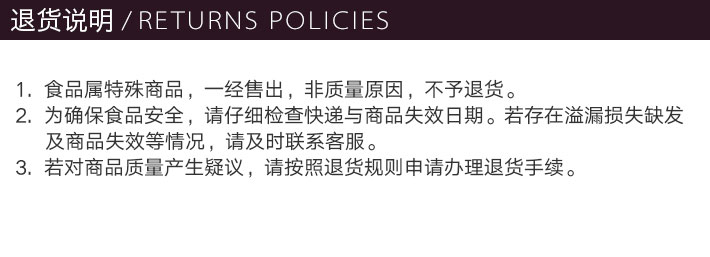 退货说明 / RETURNS POLICIES
1. 食品属特殊商品，一经售出，非质量原因，不予退货。
2. 为确保食品安全，请仔细检查快递与商品失效日期。若存在溢漏损失缺发
及商品失效等情况，请及时联系客服。
3. 若对商品质量产生疑议，请按照退货规则申请办理退货手续。